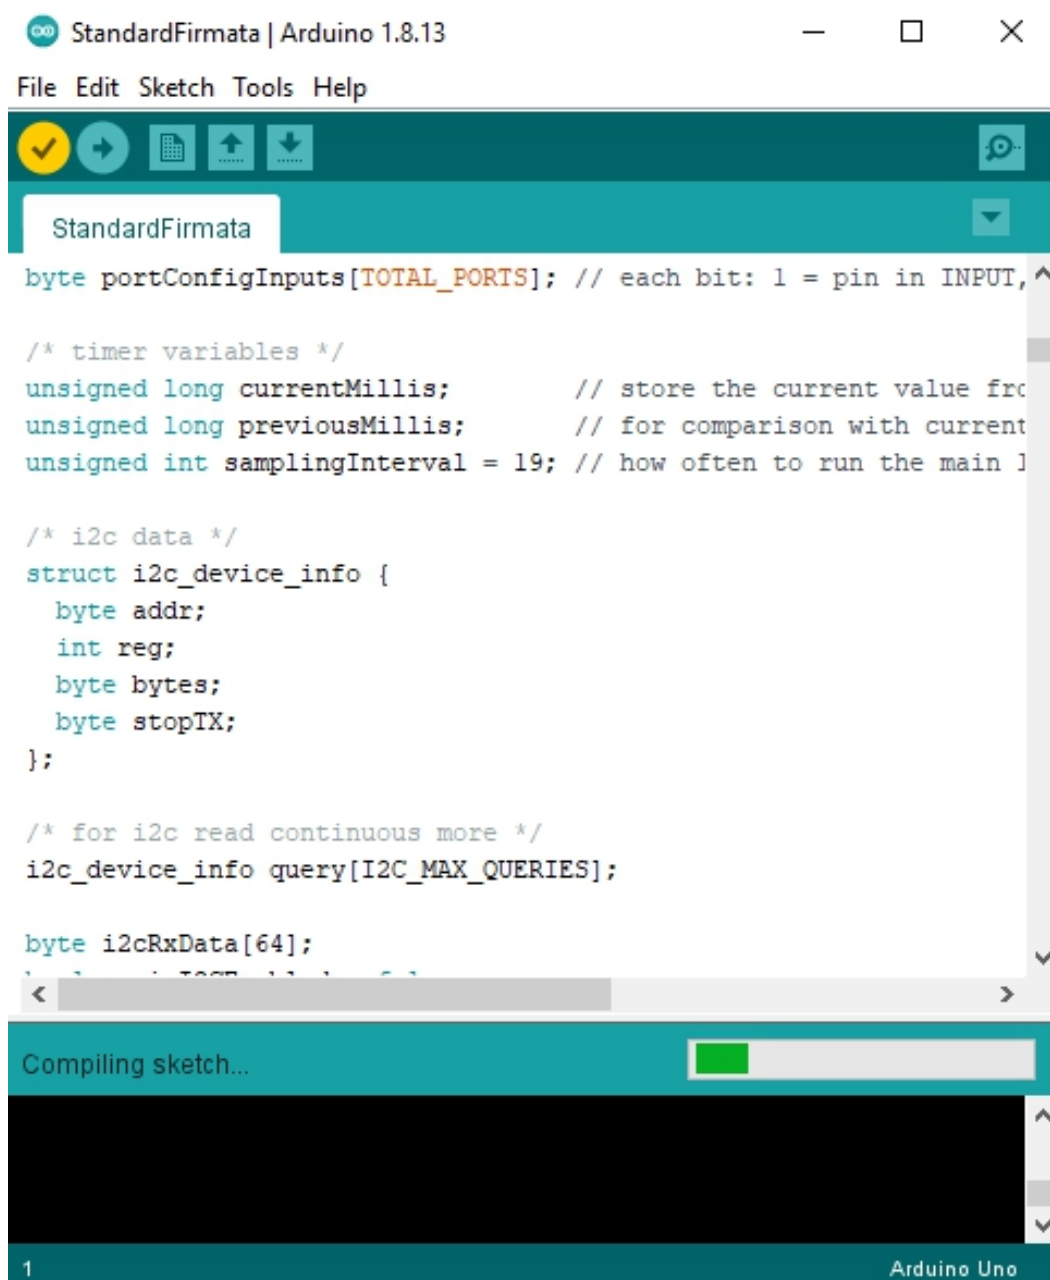 StandardFirmata | Arduino 1.8.13
File Edit Sketch Tools Help
StandardFirmata
byte portConfigInputs[TOTAL_PORTS]; // each bit: 1 = pin in INPUT,
/* timer variables */
unsigned long currentMillis; // store the current value fro
unsigned long previousMillis; // for comparison with current
unsigned int samplingInterval = 19; // how often to run the main l
/* i2c data */
struct i2c_device_info {
byte addr;
int reg;
byte bytes;
byte stopTX;
};
/* for i2c read continuous more */
i2c_device_info query[I2C_MAX_QUERIES];
byte i2cRxData[64];
Compiling sketch...
1
Arduino Uno